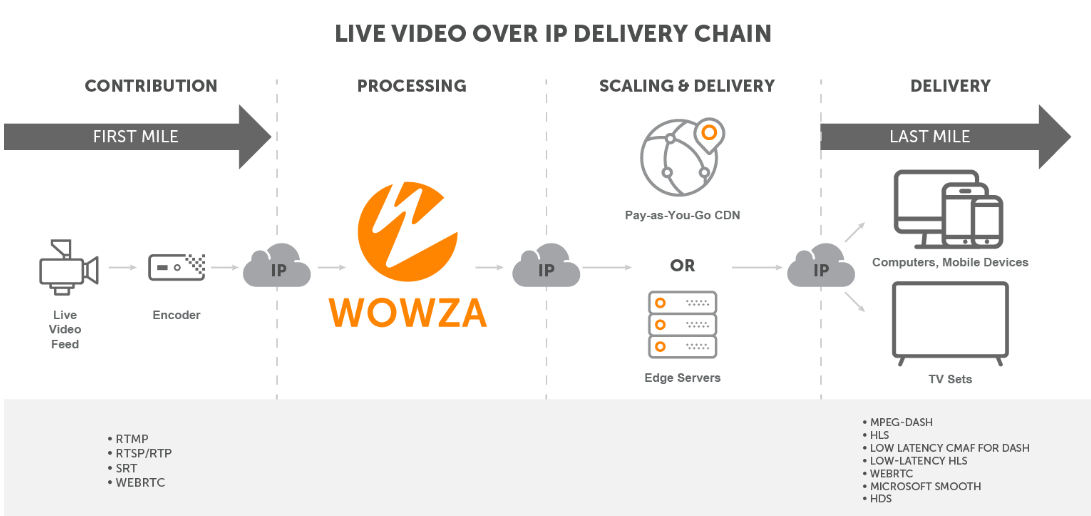 LIVE VIDEO OVER IP DELIVERY CHAIN
CONTRIBUTION
PROCESSING
SCALING & DELIVERY
DELIVERY
FIRST MILE
LAST MILE
Pay-as-You-Go CDN
IP
IP
OR
IP
Computers, Mobile Devices
Live
Video
Feed
Encoder
WOWZA
Edge Servers
TV Sets
• RTMP
• RTSP/RTP
• SRT
• WEBRTC
• MPEG-DASH
• HLS
• LOW LATENCY CMAF FOR DASH
• LOW-LATENCY HLS
• WEBRTC
• MICROSOFT SMOOTH
• HDS